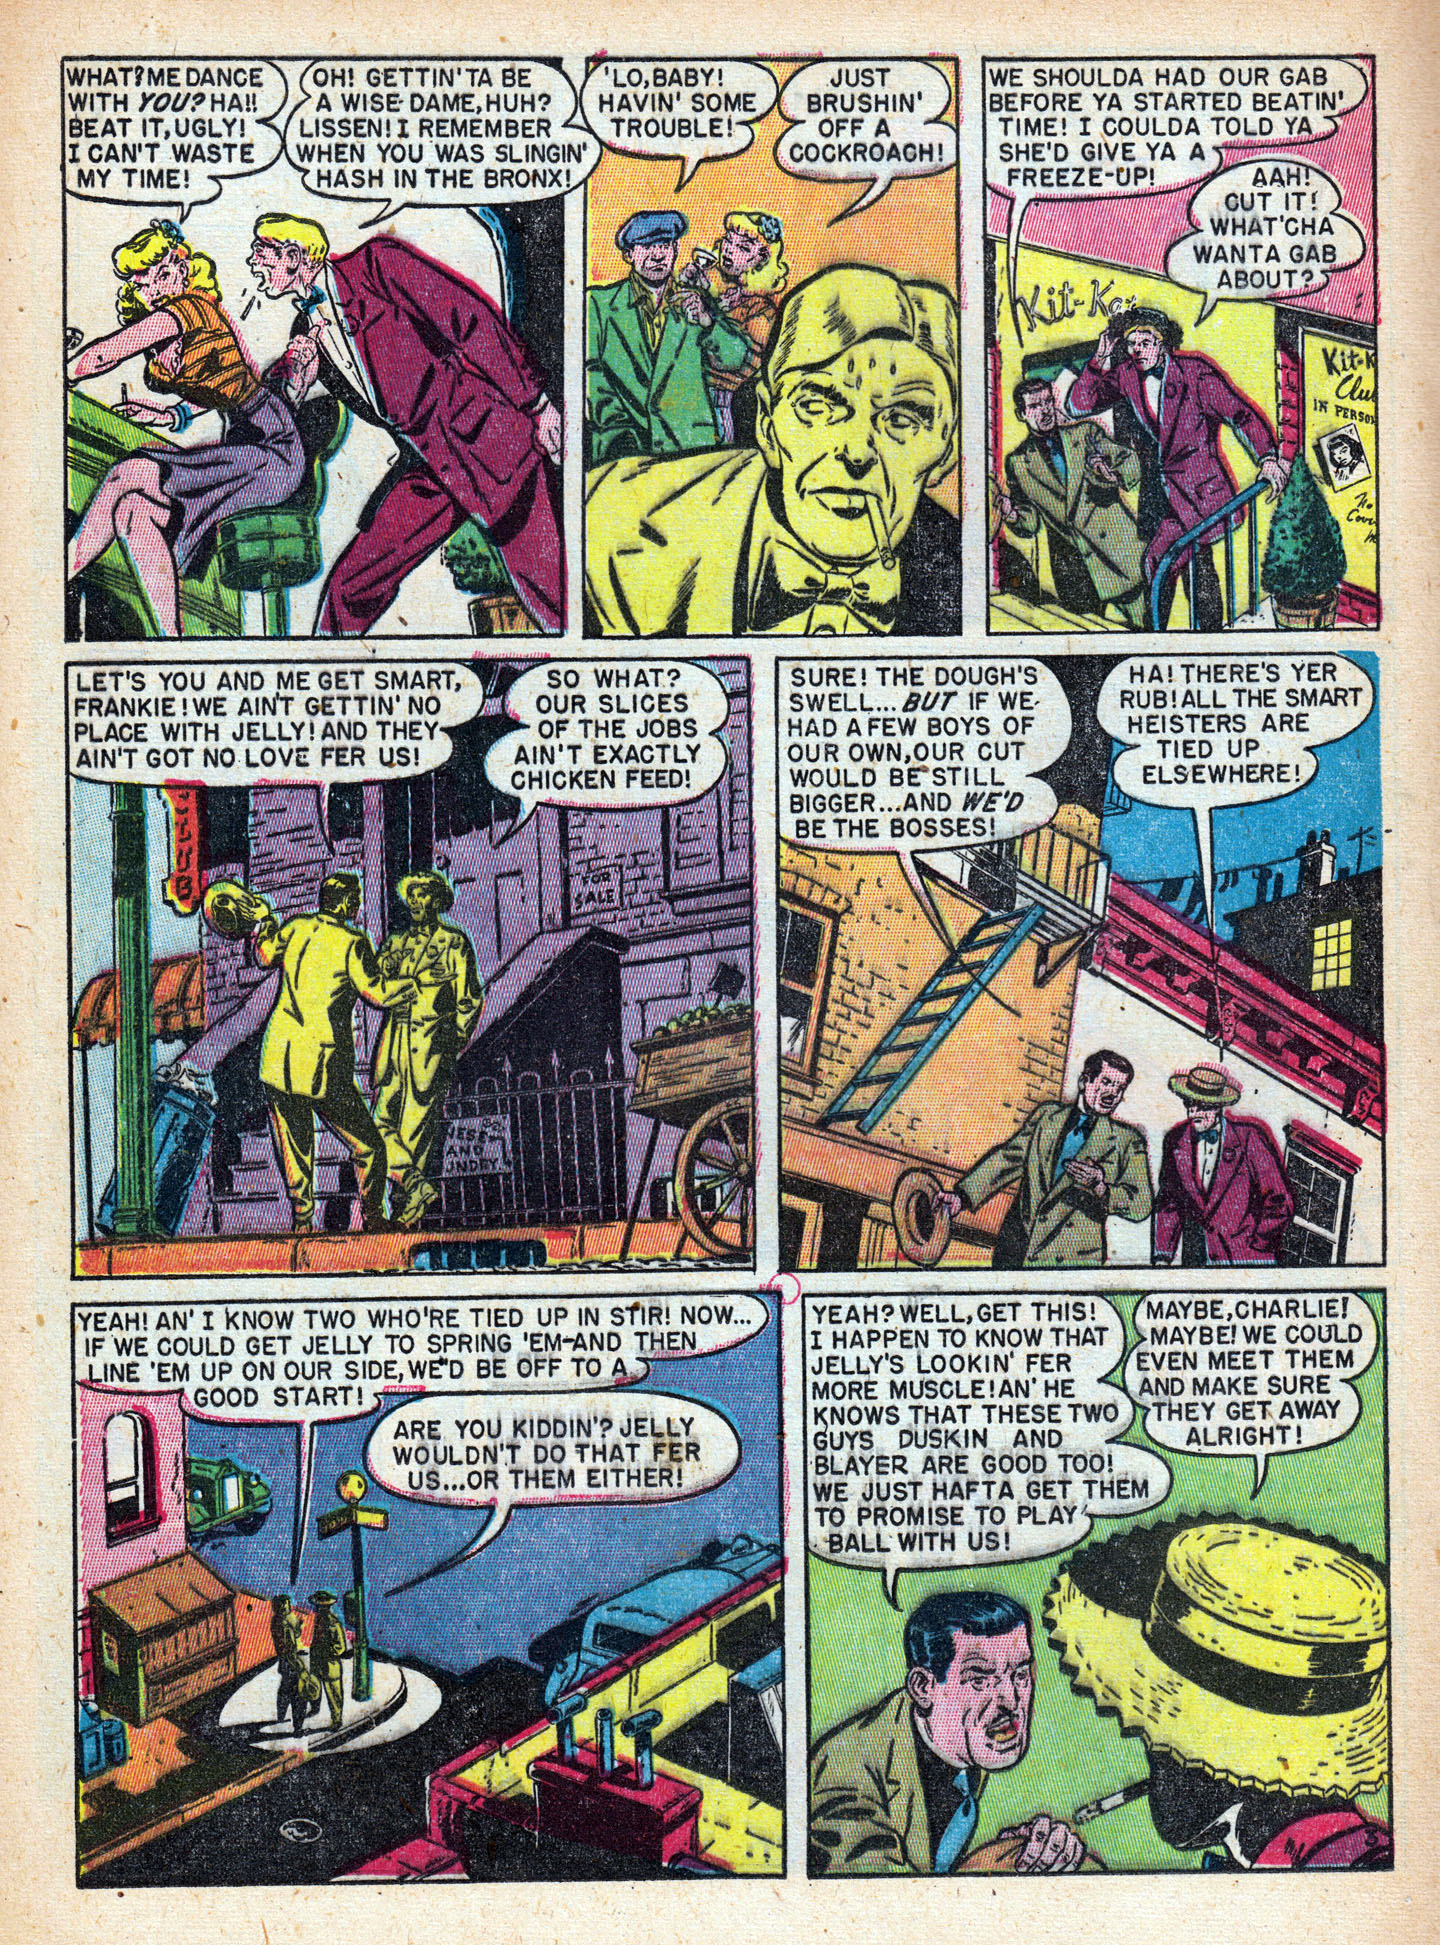 WHAT? ME DANCE
WITH YOU? HA!!
BEAT IT, UGLY!
I CAN'T WASTE
MY TIME!
OH! GETTIN' TA BE
A WISE DAME, HUH?
LISSEN! I REMEMBER
WHEN YOU WAS SLINGIN'
HASH IN THE BRONX!
'LO, BABY!
HAVIN' SOME
TROUBLE!
JUST
BRUSHIN'
OFF A
COCKROACH!
WE SHOULDA HAD OUR GAB
BEFORE YA STARTED BEATIN'
TIME! I COULDA TOLD YA
SHE'D GIVE YA A
FREEZE-UP!
AAH!
CUT IT!
WHAT'CHA
WANTA GAB
ABOUT?
Kit-Ka
Kit-K
Club
IN PERSON
No
LET'S YOU AND ME GET SMART,
FRANKIE! WE AIN'T GETTIN' NO
PLACE WITH JELLY! AND THEY
AIN'T GOT NO LOVE FER US!
SO WHAT?
OUR SLICES
OF THE JOBS
AIN'T EXACTLY
CHICKEN FEED!
FOR
SALE
NESE-
AND
UNDRY
SURE! THE DOUGH'S
SWELL... BUT IF WE
HAD A FEW BOYS OF
OUR OWN, OUR CUT
WOULD BE STILL
BIGGER...AND WE'D
BE THE BOSSES!
HA! THERE'S YER
RUB! ALL THE SMART
HEISTERS ARE
TIED UP
ELSEWHERE!
YEAH! AN' I KNOW TWO WHO'RE TIED UP IN STIR! NOW...
IF WE COULD GET JELLY TO SPRING 'EM-AND THEN
LINE 'EM UP ON OUR SIDE, WE'D BE OFF TO A
GOOD START!
ARE YOU KIDDIN'? JELLY
WOULDN'T DO THAT FER
US...OR THEM EITHER!
YEAH? WELL, GET THIS!
I HAPPEN TO KNOW THAT
JELLY'S LOOKIN' FER
MORE MUSCLE! AN' HE
KNOWS THAT THESE TWO
GUYS DUSKIN AND
BLAYER ARE GOOD TOO!
WE JUST HAFTA GET THEM
TO PROMISE TO PLAY
BALL WITH US!
MAYBE, CHARLIE!
MAYBE! WE COULD
EVEN MEET THEM
AND MAKE SURE
THEY GET AWAY
ALRIGHT!
3